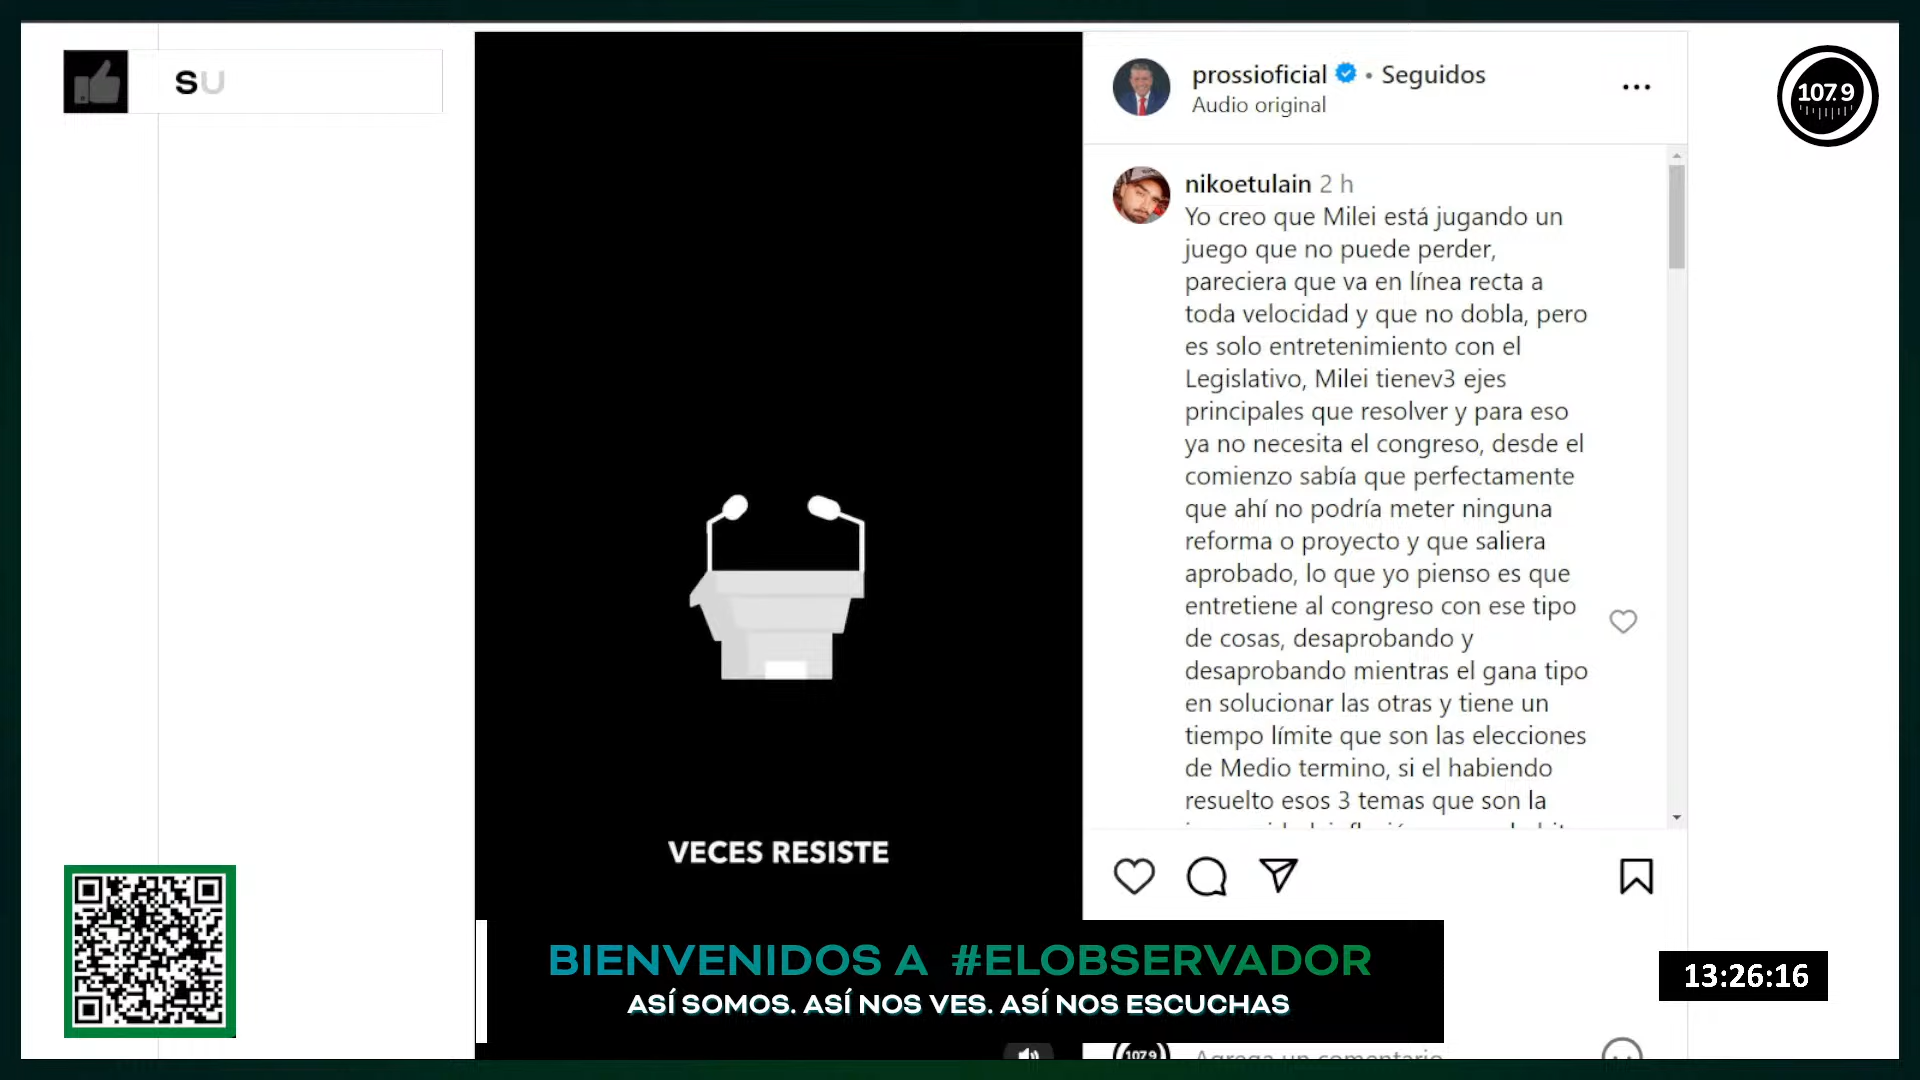 SU
prossioficial • Seguidos
Audio original
107.9
nikoetulain 2 h
Yo creo que Milei está jugando un
juego que no puede perder,
pareciera que va en línea recta a
toda velocidad y que no dobla, pero
es solo entretenimiento con el
Legislativo, Milei tienev3 ejes
principales que resolver y para eso
ya no necesita el congreso, desde el
comienzo sabía que perfectamente
que ahí no podría meter ninguna
reforma o proyecto y que saliera
aprobado, lo que yo pienso es que
entretiene al congreso con ese tipo
de cosas, desaprobando y
desaprobando mientras el gana tipo
en solucionar las otras y tiene un
tiempo límite que son las elecciones
de Medio termino, si el habiendo
resuelto esos 3 temas que son la
VECES RESISTE
BIENVENIDOS A #ELOBSERVADOR
ASÍ SOMOS. ASÍ NOS VES. ASÍ NOS ESCUCHAS
13:26:16
107.9
Agrega un comentario